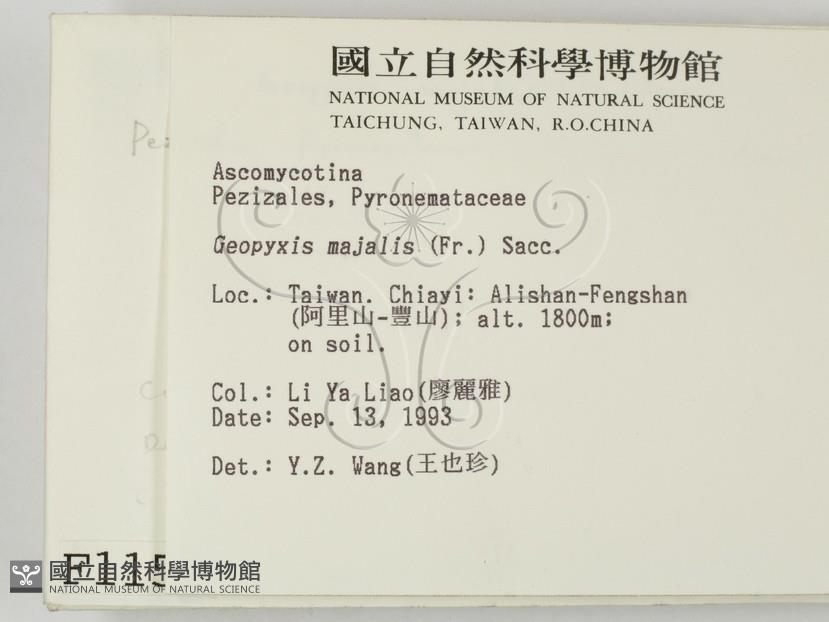 國立自然科學博物館
NATIONAL MUSEUM OF NATURAL SCIENCE
TAICHUNG, TAIWAN, R.O.CHINA
Ascomycotina
Pezizales, Pyronemataceae
Geopyxis majalis (Fr.) Sacc.
Loc.: Taiwan. Chiayi: Alishan-Fengshan
(阿里山-豐山); alt. 1800m;
on soil.
Col.: Li Ya Liao(廖麗雅)
Date: Sep. 13, 1993
Det.: Y.Z. Wang(王也珍)
F115
國立自然科學博物館
NATIONAL MUSEUM OF NATURAL SCIENCE